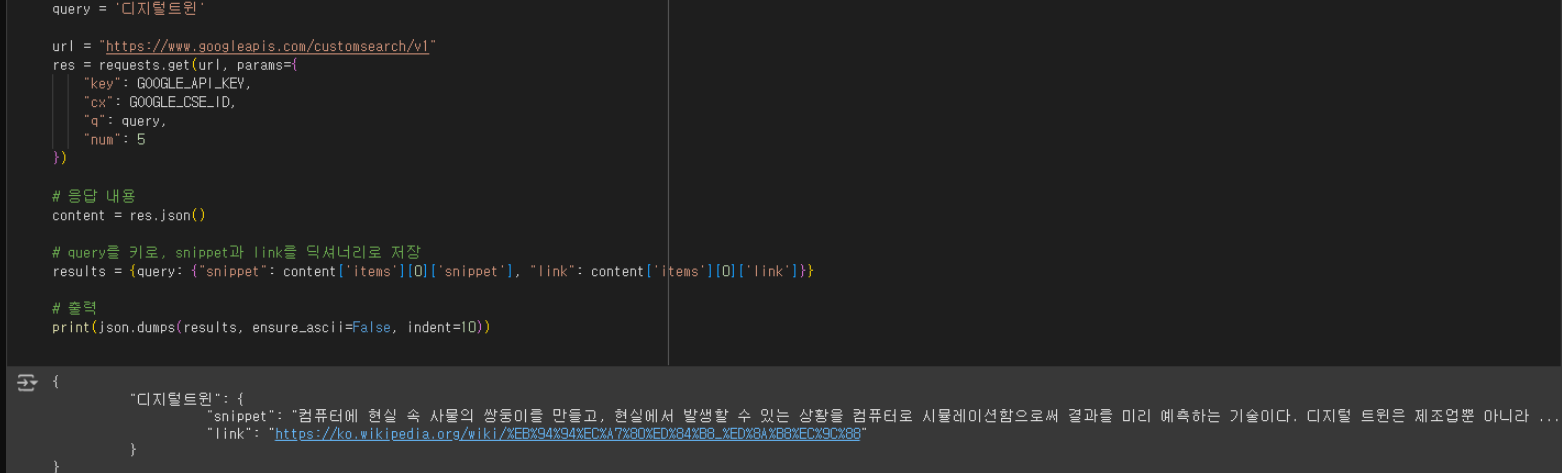 query = '디지털트윈'
url = "https://www.googleapis.com/customsearch/v1"
res = requests.get(url, params={
"key": GOOGLE_API_KEY,
"cx": GOOGLE_CSE_ID,
"q": query,
"num": 5
})
# 응답 내용
content = res.json()
# query를 키로, snippet과 link를 딕셔너리로 저장
results = {query: {"snippet": content['items'][0]['snippet'], "link": content['items'][0]['link']}}
# 출력
print(json.dumps(results, ensure_ascii=False, indent=10))
{
"디지털트윈": {
"snippet": "컴퓨터에 현실 속 사물의 쌍둥이를 만들고, 현실에서 발생할 수 있는 상황을 컴퓨터로 시뮬레이션함으로써 결과를 미리 예측하는 기술이다. 디지털 트윈은 제조업뿐 아니라 ...
"link": "https://ko.wikipedia.org/wiki/%EB%94%94%EC%A7%80%ED%84%B8_%ED%8A%B8%EC%9C%88"
}
}